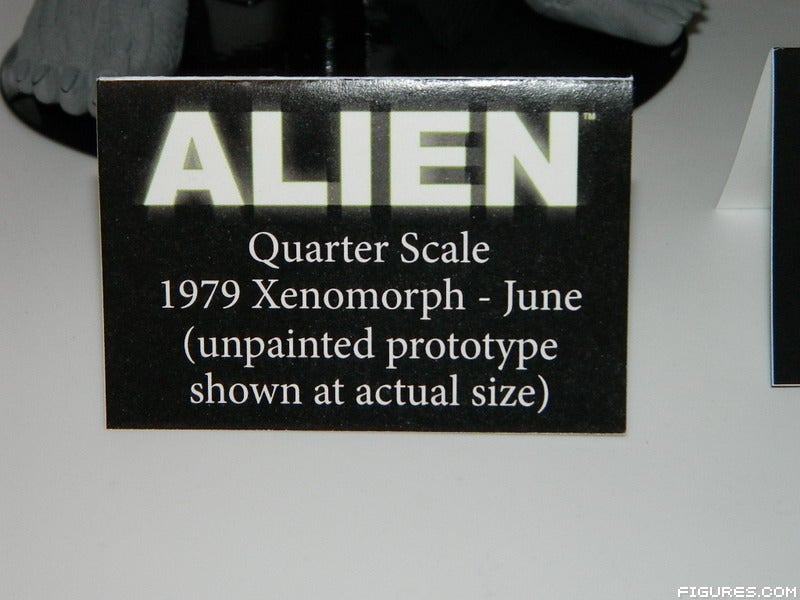 ALIEN™
Quarter Scale
1979 Xenomorph - June
(unpainted prototype
shown at actual size)
FIGURES.COM